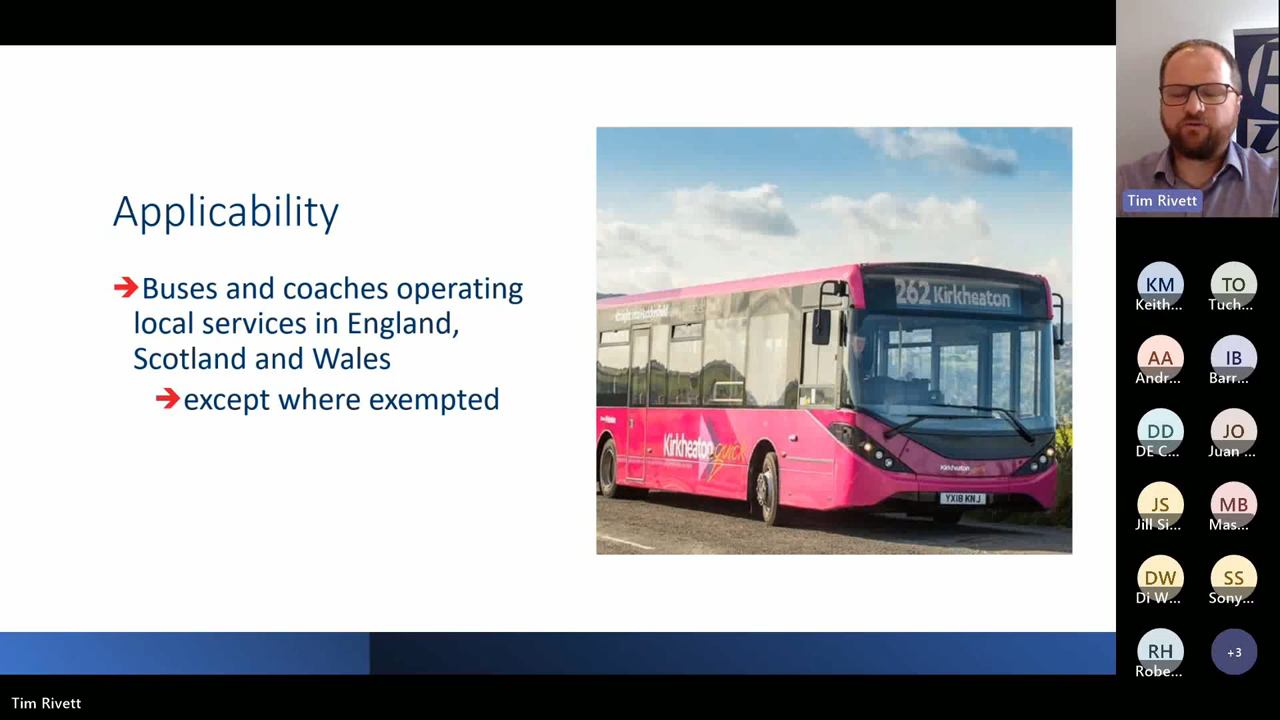 Applicability
➔Buses and coaches operating
local services in England,
Scotland and Wales
➔except where exempted
262 Kirkheaton
Kirkheaton quick
Kirkheaton
YX18 KNJ
Tim Rivett
KM
TO
Keith...
Tuch...
AA
IB
Andr...
Barr...
DD
JO
DE C...
Juan ...
JS
MB
Jill Si...
Mas...
DW
SS
Di W...
Sony...
RH
+3
Robe...
Tim Rivett